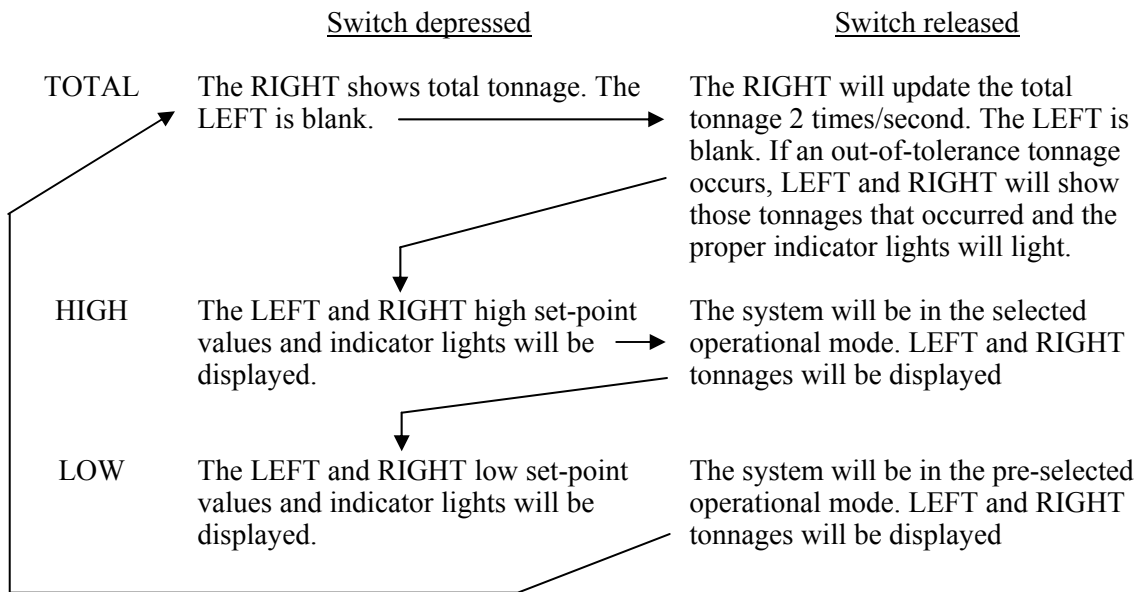 Switch depressed
Switch released
TOTAL
The RIGHT shows total tonnage. The
LEFT is blank.
The RIGHT will update the total
tonnage 2 times/second. The LEFT is
blank. If an out-of-tolerance tonnage
occurs, LEFT and RIGHT will show
those tonnages that occurred and the
proper indicator lights will light.
HIGH
The LEFT and RIGHT high set-point
values and indicator lights will be
displayed.
The system will be in the selected
operational mode. LEFT and RIGHT
tonnages will be displayed
LOW
The LEFT and RIGHT low set-point
values and indicator lights will be
displayed.
The system will be in the pre-selected
operational mode. LEFT and RIGHT
tonnages will be displayed